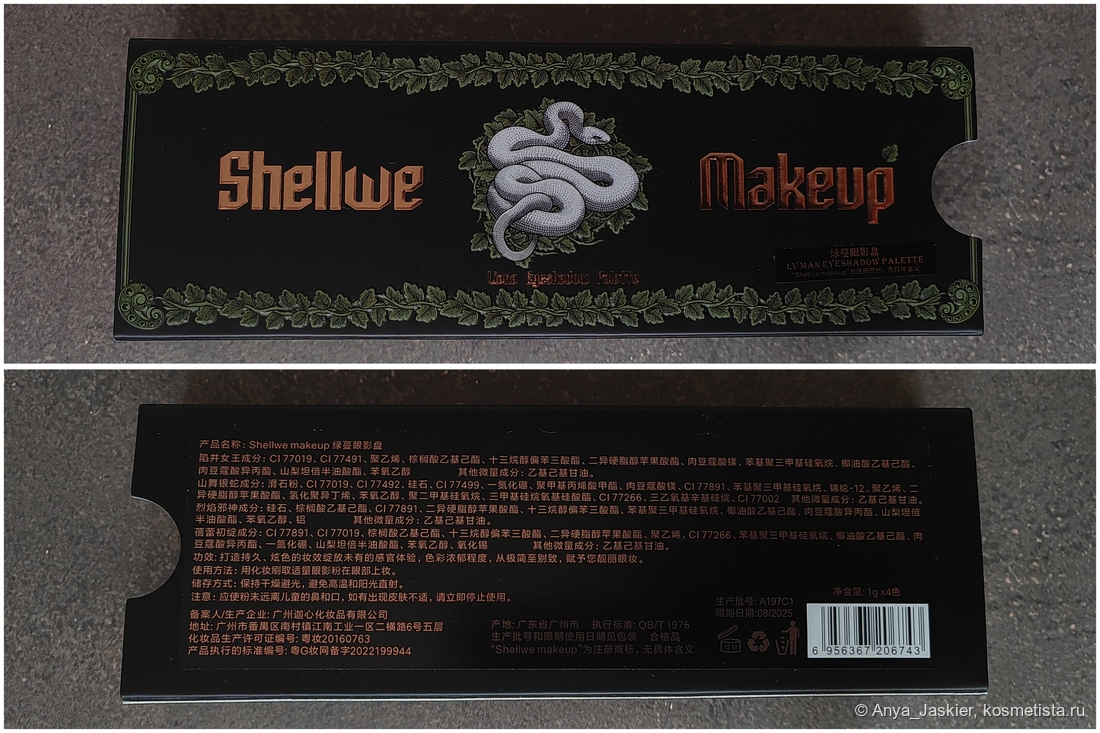 Shellwe
Makeup
Liana Eyeshadow Palette
绿蔓眼影盘
LV MAN EYESHADOW PALETTE
"Shellwe makeup"为注册商标，无具体含义
产品名称：Shellwe makeup 绿蔓眼影盘
陷井女王成分：CI 77019、CI 77491、聚乙烯、棕榈酸乙基己酯、十三烷醇偏苯三酸酯、二异硬脂醇苹果酸酯、肉豆蔻酸镁、苯基聚三甲基硅氧烷、椰油酸乙基己酯、
肉豆蔻酸异丙酯、山梨坦倍半油酸酯、苯氧乙醇 其他微量成分：乙基己基甘油。
山舞银蛇成分：滑石粉、CI 77019、CI 77492、硅石、CI 77499、一氮化硼、聚甲基丙烯酸甲酯、肉豆蔻酸镁、CI 77891、苯基聚三甲基硅氧烷、锦纶-12、聚乙烯、二
异硬脂醇苹果酸酯、氢化聚异丁烯、苯氧乙醇、聚二甲基硅氧烷、三甲基硅烷氧基硅酸酯、CI 77266、三乙氧基辛基硅烷、CI 77002 其他微量成分：乙基己基甘油。
烈焰邪神成分：硅石、棕榈酸乙基己酯、CI 77891、二异硬脂醇苹果酸酯、十三烷醇偏苯三酸酯、苯基聚三甲基硅氧烷、椰油酸乙基己酯、肉豆蔻酸异丙酯、山梨坦倍
半油酸酯、苯氧乙醇、铝 其他微量成分：乙基己基甘油。
蓓蕾初绽成分：CI 77891、CI 77019、棕榈酸乙基己酯、十三烷醇偏苯三酸酯、二异硬脂醇苹果酸酯、肉豆蔻酸镁、CI 77266、苯基聚三甲基硅氧烷、椰油酸乙基己酯、肉
豆蔻酸异丙酯、一氮化硼、山梨坦倍半油酸酯、苯氧乙醇、氧化锡 其他微量成分：乙基己基甘油。
功效：打造持久、炫色的妆效绽放未有的感官体验，色彩浓郁程度，从极简至别致，赋予您靓丽眼妆。
使用方法：用化妆刷取适量眼影粉在眼部上妆。
储存方式：保持干燥避光，避免高温和阳光直射。
注意：应使粉末远离儿童的鼻和口，如有出现皮肤不适，请立即停止使用。
备案人/生产企业：广州迦心化妆品有限公司
地址：广州市番禺区南村镇江南工业一区二横路6号五层
化妆品生产许可证编号：粤妆20160763
产品执行的标准编号：粤G妆网备字2022199944
产地：广东省广州市 执行标准：QB/T 1976
生产批号和限期使用日期见包装 合格品
"Shellwe makeup"为注册商标，无具体含义
生产批号：A197C1
限期日期:08/2025
12 M
净含量：1g x4色
6 956367 206743
© Anya_Jaskier, kosmetista.ru